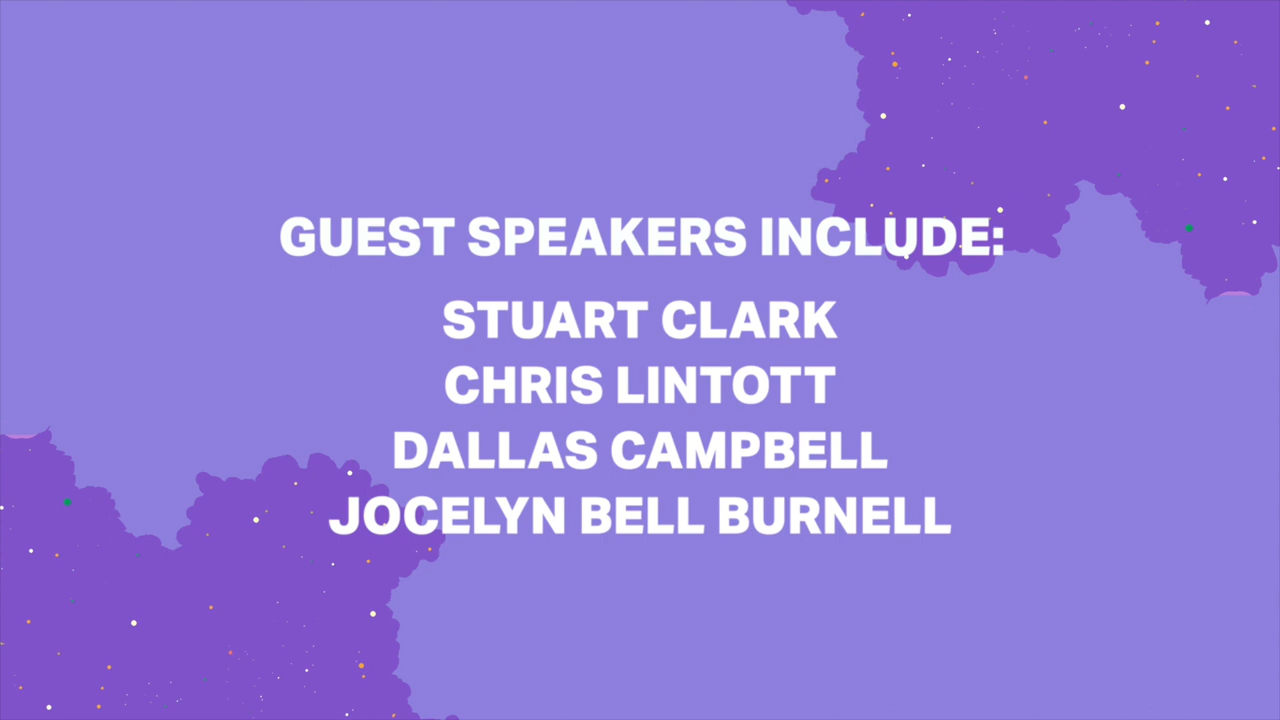 GUEST SPEAKERS INCLUDE:
STUART CLARK
CHRIS LINTOTT
DALLAS CAMPBELL
JOCELYN BELL BURNELL